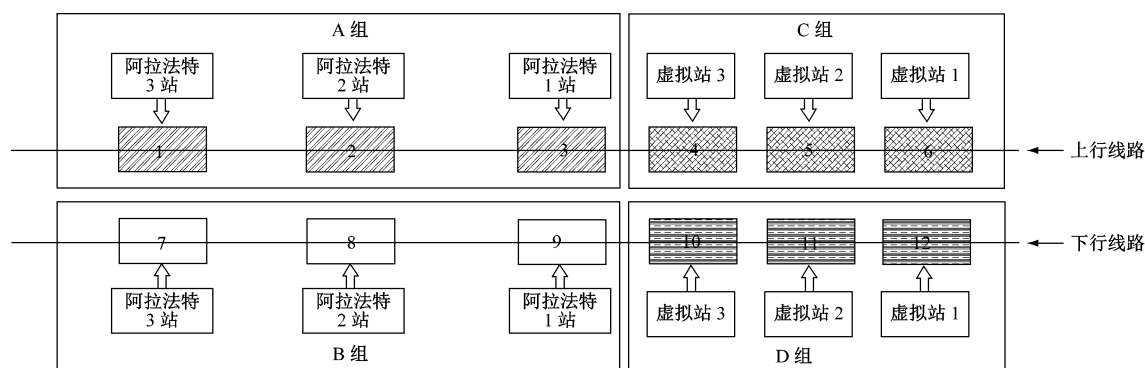 A 组
C 组
阿拉法特
3 站
阿拉法特
2 站
阿拉法特
1 站
虚拟站 3
虚拟站 2
虚拟站 1
1
2
3
4
5
6
上行线路
7
8
9
10
11
12
下行线路
阿拉法特
3 站
阿拉法特
2 站
阿拉法特
1 站
虚拟站 3
虚拟站 2
虚拟站 1
B 组
D 组